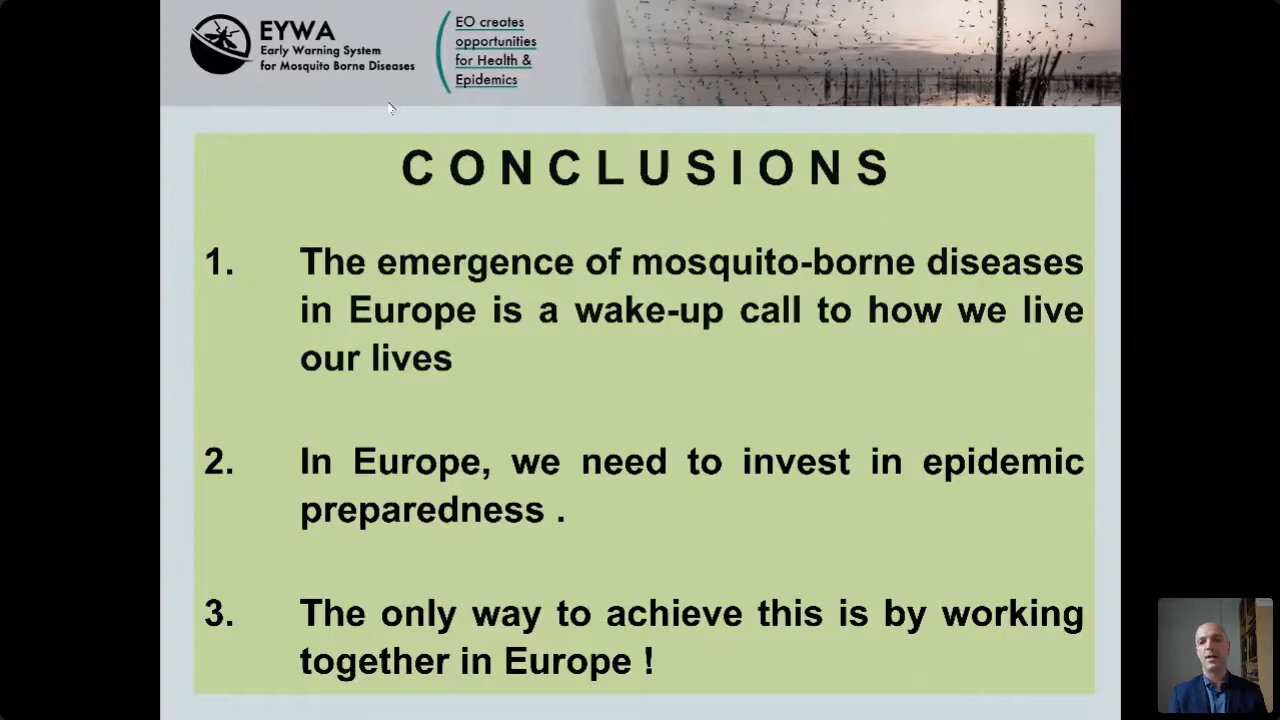 EYWA
Early Warning System
for Mosquito Borne Diseases
EO creates
opportunities
for Health &
Epidemics
CONCLUSIONS
1. The emergence of mosquito-borne diseases
in Europe is a wake-up call to how we live
our lives
2. In Europe, we need to invest in epidemic
preparedness .
3. The only way to achieve this is by working
together in Europe !